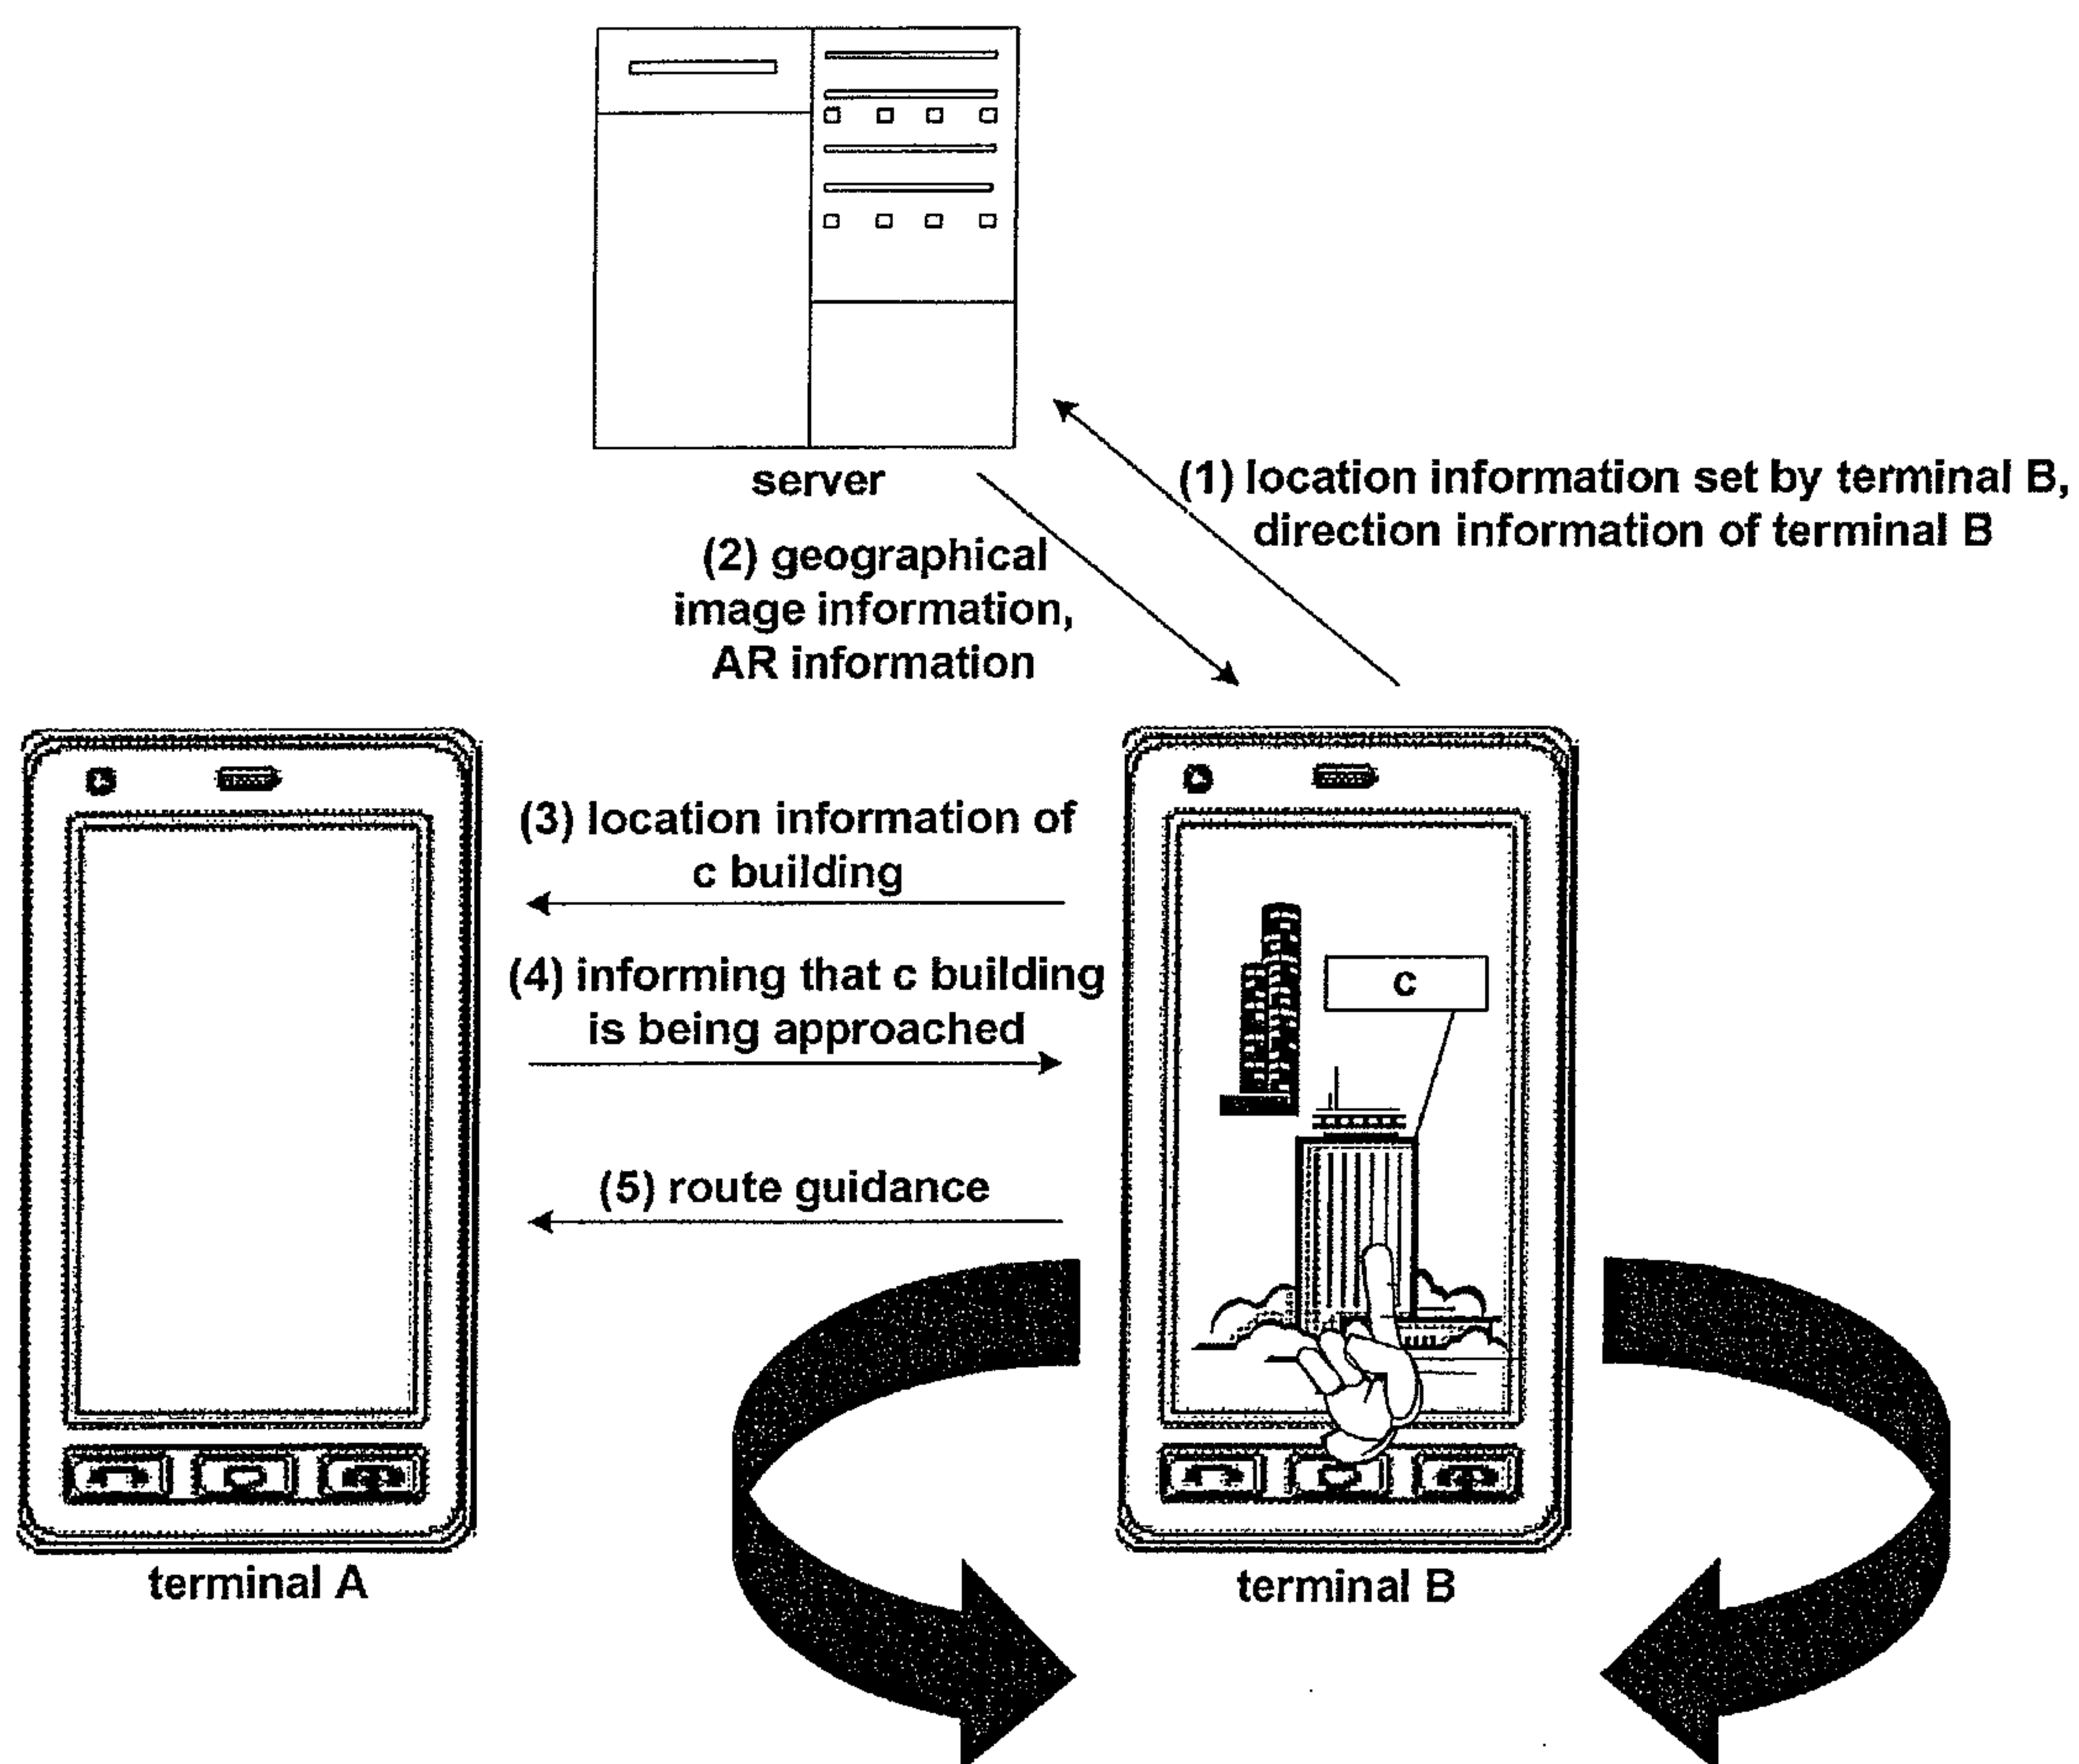 server
(1) location information set by terminal B,
direction information of terminal B
(2) geographical
image information,
AR information
(3) location information of
c building
(4) informing that c building
is being approached
(5) route guidance
c
terminal A
terminal B